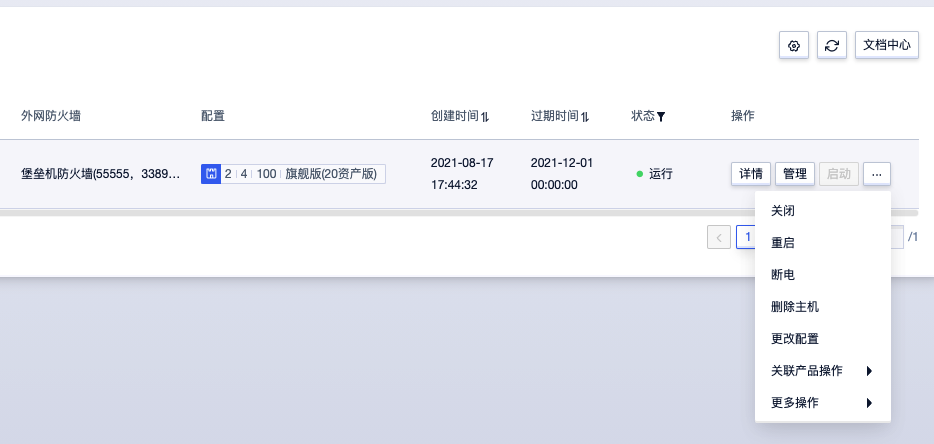 文档中心
外网防火墙 配置 创建时间 过期时间 状态 操作
堡垒机防火墙(55555，3389... 2 4 100 旗舰版(20资产版) 2021-08-17 17:44:32 2021-12-01 00:00:00 运行 详情 管理 启动 ...
1 /1
关闭
重启
断电
删除主机
更改配置
关联产品操作
更多操作